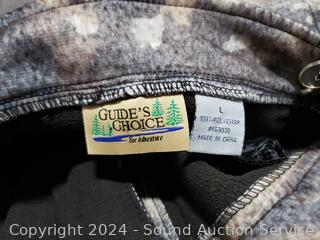 GUIDE'S
CHOICE
for Adventure
L
100% POLYESTER
MADE IN CHINA
Copyright © 2024 - Sound Auction Service